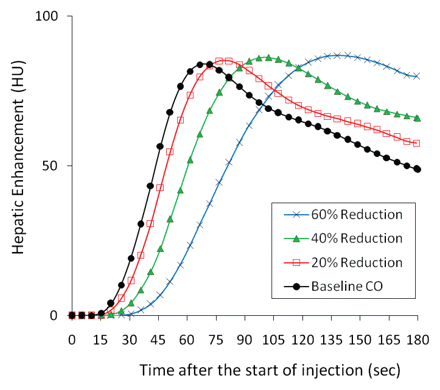 100
50
0
Hepatic Enhancement (HU)
60% Reduction
40% Reduction
20% Reduction
Baseline CO
0 15 30 45 60 75 90 105 120 135 150 165 180
Time after the start of injection (sec)